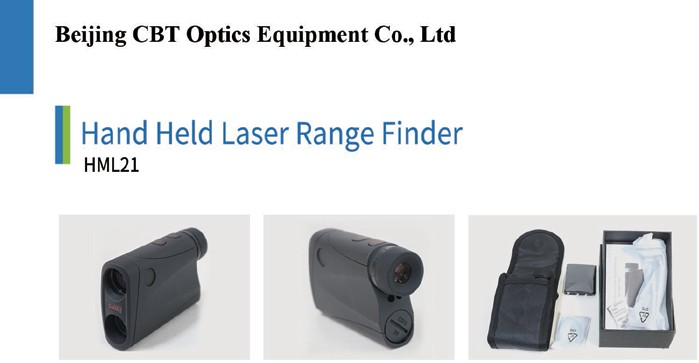 Beijing CBT Optics Equipment Co., Ltd
Hand Held Laser Range Finder
HML21